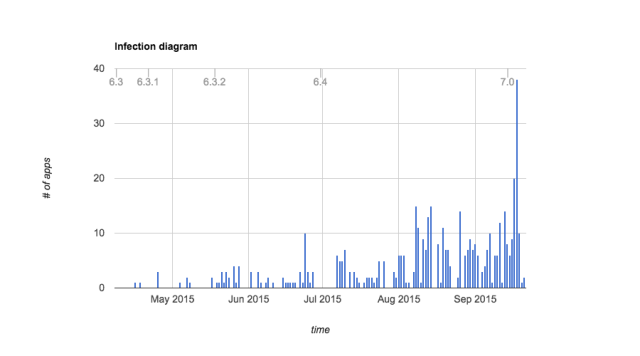 Infection diagram
40
6.3 6.3.1 6.3.2 6.4 7.0
30
# of apps
20
10
0
May 2015 Jun 2015 Jul 2015 Aug 2015 Sep 2015
time